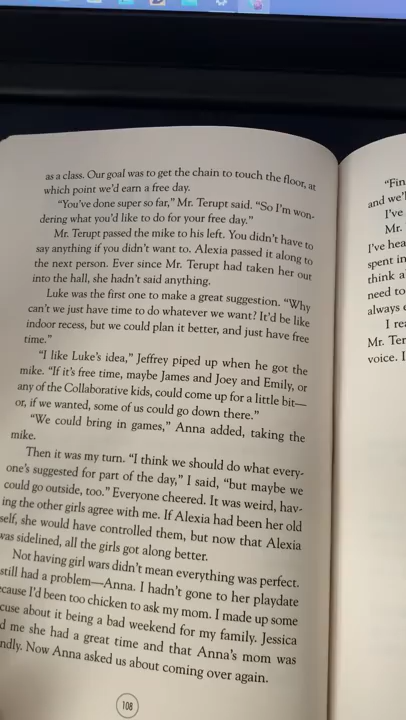 as a class. Our goal was to get the chain to touch the floor, at
which point we'd earn a free day.
“You've done super so far,” Mr. Terupt said. “So I'm won-
dering what you'd like to do for your free day.”
Mr. Terupt passed the mike to his left. You didn't have to
say anything if you didn't want to. Alexia passed it along to
the next person. Ever since Mr. Terupt had taken her out
into the hall, she hadn't said anything.
Luke was the first one to make a great suggestion. “Why
can't we just have time to do whatever we want? It'd be like
indoor recess, but we could plan it better, and just have free
time.”
“I like Luke's idea,” Jeffrey piped up when he got the
mike. “If it's free time, maybe James and Joey and Emily, or
any of the Collaborative kids, could come up for a little bit—
or, if we wanted, some of us could go down there.”
“We could bring in games,” Anna added, taking the
mike.
Then it was my turn. “I think we should do what every-
one's suggested for part of the day,” I said, “but maybe we
could go outside, too.” Everyone cheered. It was weird, hav-
ing the other girls agree with me. If Alexia had been her old
self, she would have controlled them, but now that Alexia
was sidelined, all the girls got along better.
Not having girl wars didn't mean everything was perfect.
still had a problem—Anna. I hadn't gone to her playdate
ecause I'd been too chicken to ask my mom. I made up some
cuse about it being a bad weekend for my family. Jessica
d me she had a great time and that Anna's mom was
ndly. Now Anna asked us about coming over again.
108
“Fin
and we'l
I've
Mr.
I've hea
spent in
think a
need to
always
I rea
Mr. Ter
voice. I